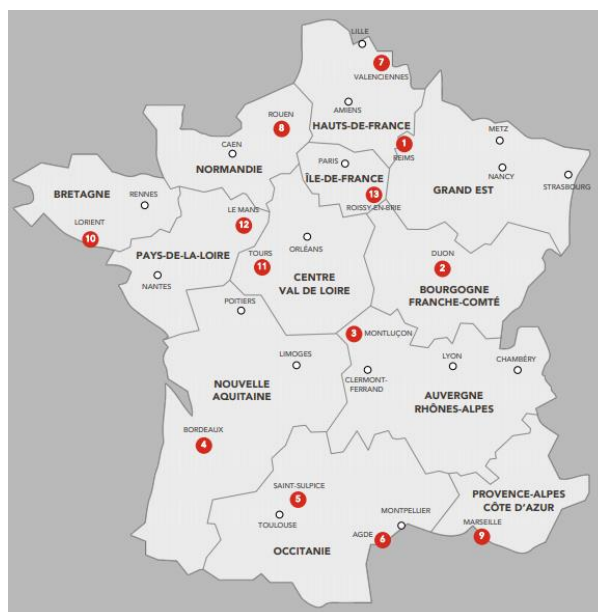 LILLE
7
VALENCIENNES
AMIENS
HAUTS-DE-FRANCE
ROUEN
8
CAEN
NORMANDIE
1
REIMS
METZ
NANCY
STRASBOURG
GRAND EST
PARIS
ÎLE-DE-FRANCE
13
ROISSY-EN-BRIE
BRETAGNE
RENNES
LORIENT
10
LE MANS
12
PAYS-DE-LA-LOIRE
NANTES
TOURS
11
ORLÉANS
CENTRE
VAL DE LOIRE
DIJON
2
BOURGOGNE
FRANCHE-COMTÉ
POITIERS
3
MONTLUÇON
LIMOGES
CLERMONT-
FERRAND
LYON
CHAMBÉRY
NOUVELLE
AQUITAINE
AUVERGNE
RHÔNES-ALPES
BORDEAUX
4
SAINT-SULPICE
5
TOULOUSE
MONTPELLIER
AGDE
6
OCCITANIE
PROVENCE-ALPES
CÔTE D'AZUR
MARSEILLE
9